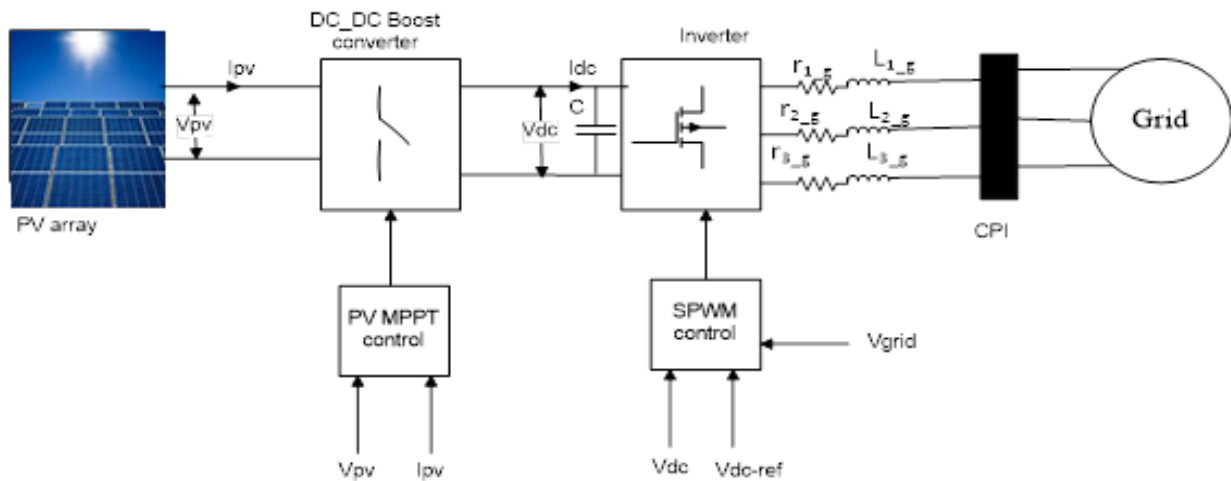 DC_DC Boost
converter
Inverter
Ipv
Idc
r1_g
L1_g
Vpv
Vdc
C
r2_g
L2_g
Grid
r3_g
L3_g
PV array
CPI
PV MPPT
control
SPWM
control
Vgrid
Vpv
Ipv
Vdc
Vdc-ref